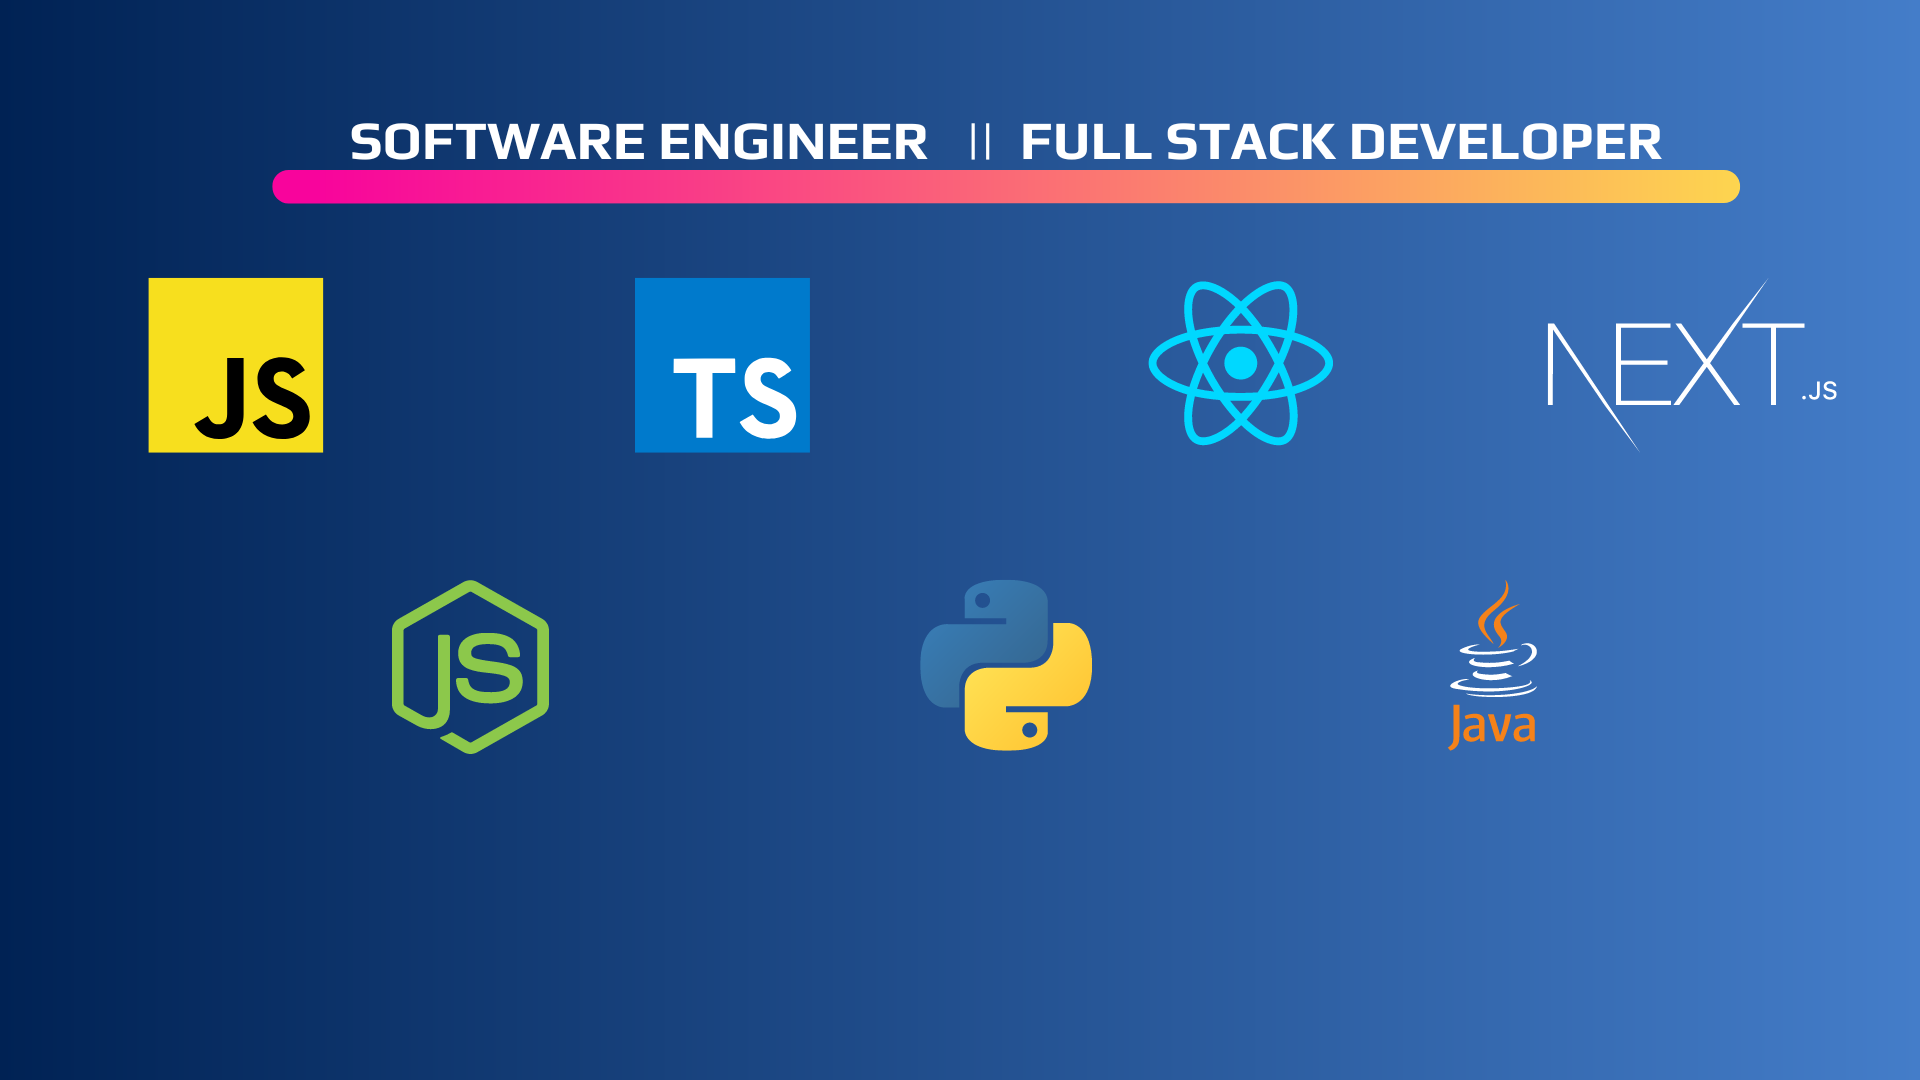 SOFTWARE ENGINEER || FULL STACK DEVELOPER
JS
TS
NEXT.JS
JS
Java